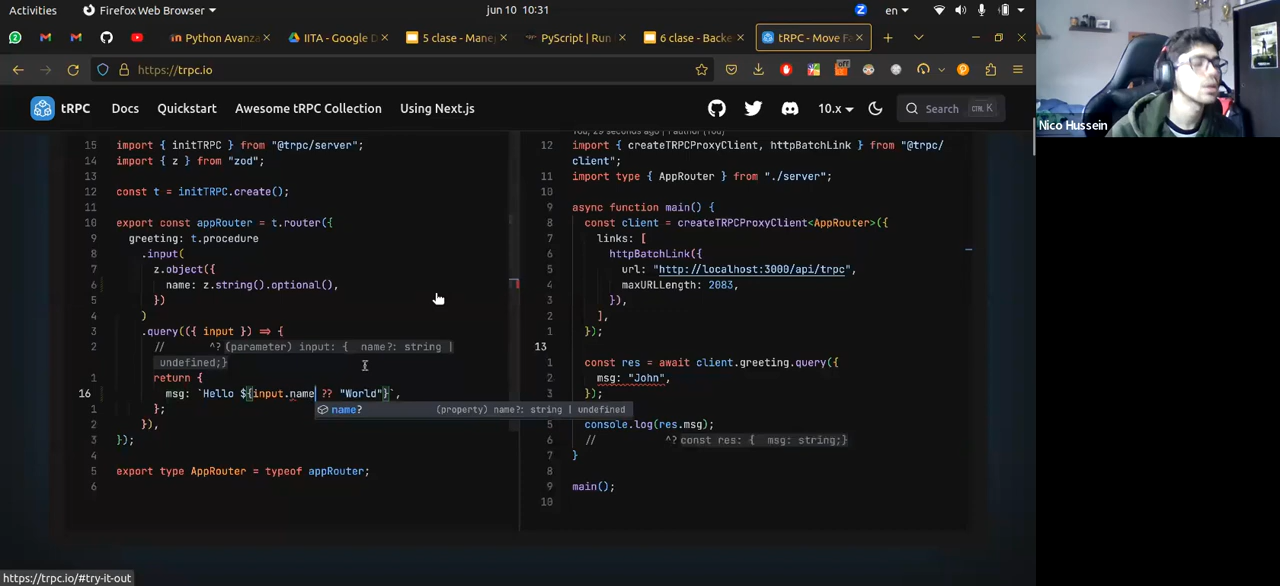 Activities
Firefox Web Browser
jun 10 10:31
en
Python Avanza
IITA - Google D
5 clase - Mane
PyScript | Run
6 clase - Backe
tRPC - Move F
https://trpc.io
tRPC
Docs
Quickstart
Awesome tRPC Collection
Using Next.js
10.x
Search
CTRL K
15 import { initTRPC } from "@trpc/server";
14 import { z } from "zod";
13
12 const t = initTRPC.create();
11
10 export const appRouter = t.router({
9 greeting: t.procedure
8 .input(
7 z.object({
6 name: z.string().optional(),
5 })
4 )
3 .query(({ input }) => {
2 // ^?(parameter) input: { name?: string |
undefined;}
1 return {
16 msg: `Hello ${input.name ?? "World"}`,
name? (property) name?: string | undefined
1 };
2 }),
3 });
4
5 export type AppRouter = typeof appRouter;
6
You, 29 seconds ago | 1 author (You)
12 import { createTRPCProxyClient, httpBatchLink } from "@trpc/
client";
11 import type { AppRouter } from "./server";
10
9 async function main() {
8 const client = createTRPCProxyClient<AppRouter>({
7 links: [
6 httpBatchLink({
5 url: "http://localhost:3000/api/trpc",
4 maxURLLength: 2083,
3 }),
2 ],
1 });
13
1 const res = await client.greeting.query({
2 msg: "John",
3 });
4
5 console.log(res.msg);
6 // ^?const res: { msg: string;}
7 }
8
9 main();
10
https://trpc.io/#try-it-out
Nico Hussein